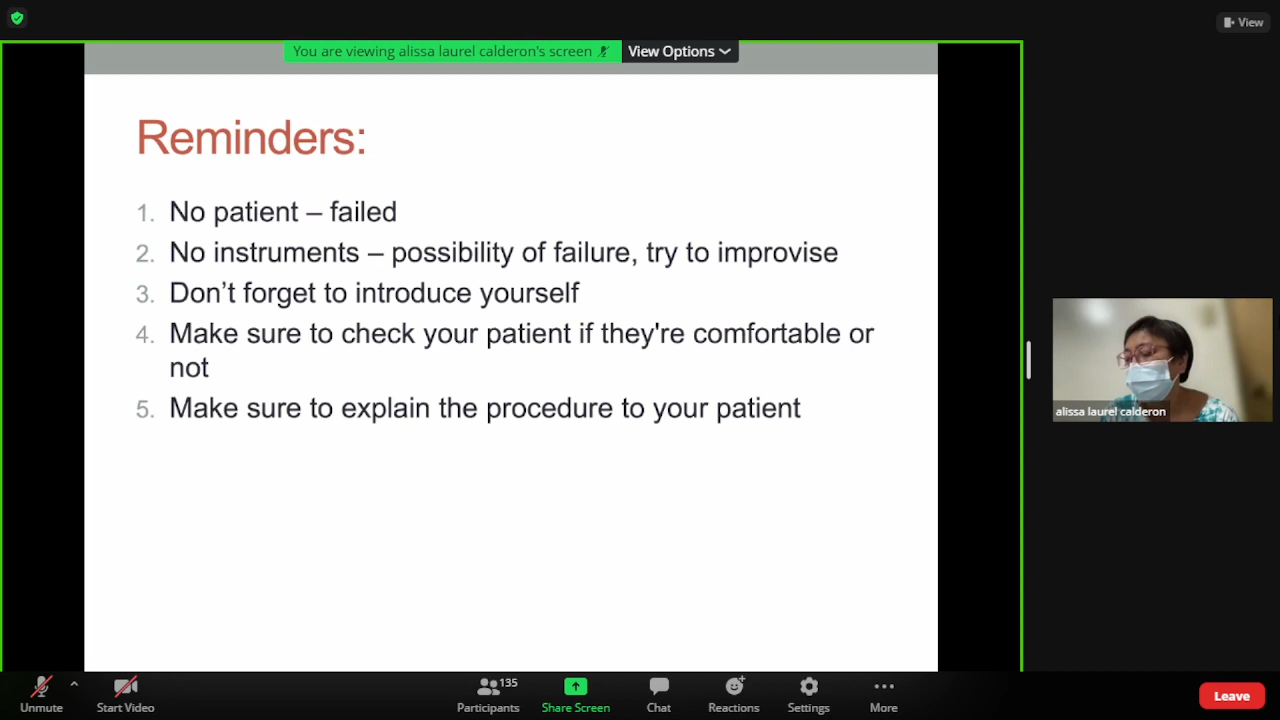 View
You are viewing alissa laurel calderon's screen
View Options
Reminders:
1. No patient – failed
2. No instruments – possibility of failure, try to improvise
3. Don’t forget to introduce yourself
4. Make sure to check your patient if they're comfortable or
not
5. Make sure to explain the procedure to your patient
alissa laurel calderon
135
Unmute
Start Video
Participants
Share Screen
Chat
Reactions
Settings
More
Leave